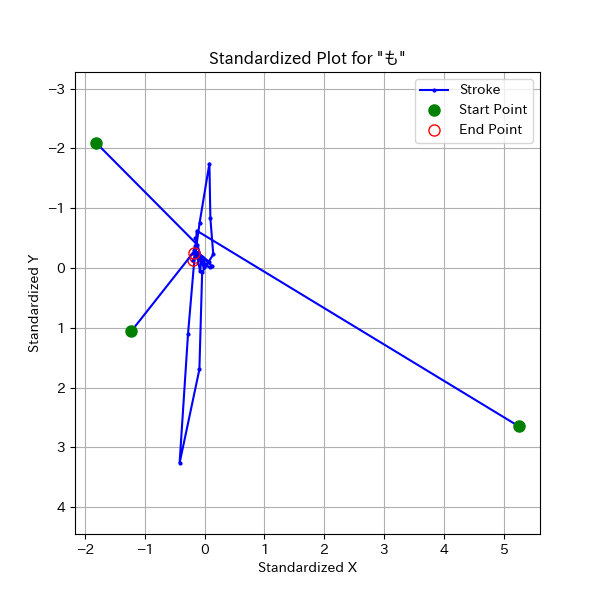 Standardized Plot for "も"
Stroke
Start Point
End Point
−3
−2
−1
0
1
2
3
4
Standardized Y
−2 −1 0 1 2 3 4 5
Standardized X